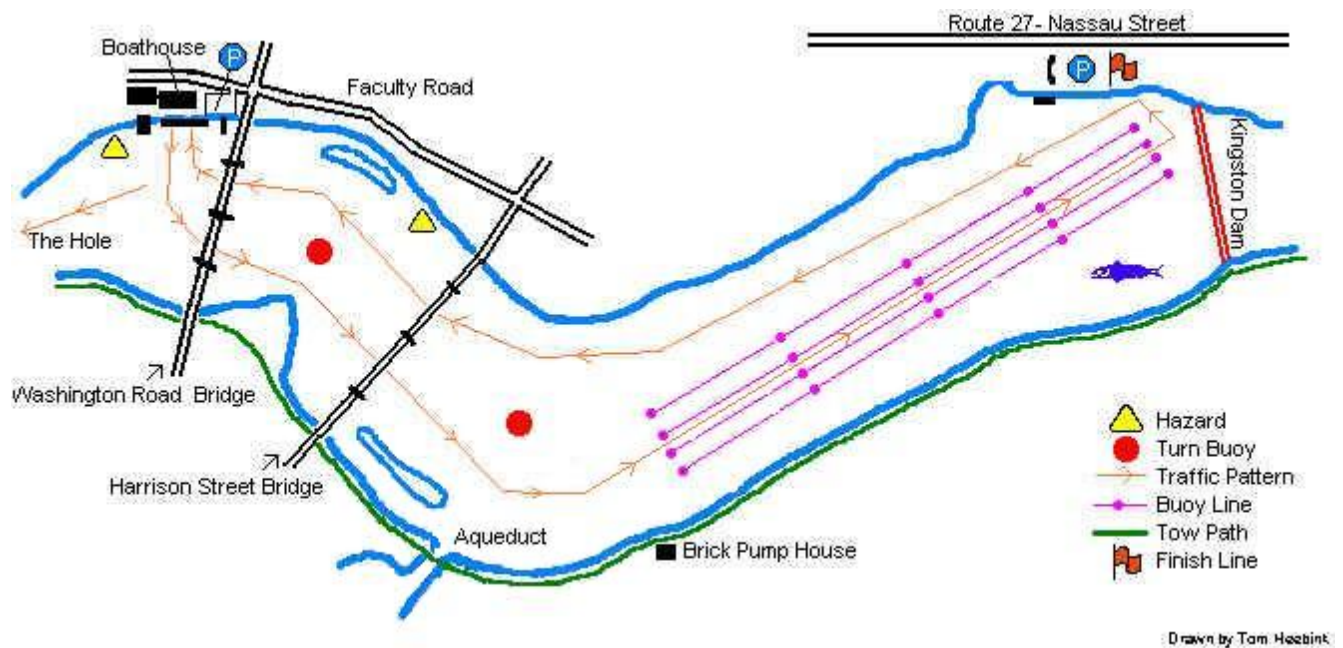 Route 27- Nassau Street
Boathouse
P
P
Faculty Road
Kingston Dam
The Hole
Washington Road Bridge
Harrison Street Bridge
Aqueduct
Brick Pump House
Hazard
Turn Buoy
Traffic Pattern
Buoy Line
Tow Path
Finish Line
Drawn by Tom Heebink